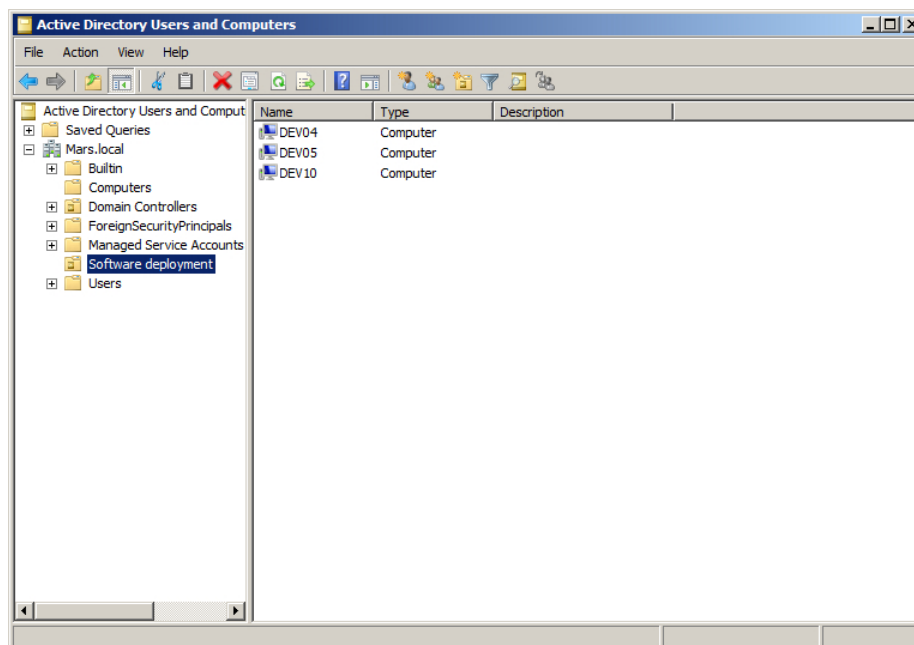 Active Directory Users and Computers
File Action View Help
Active Directory Users and Comput
Saved Queries
Mars.local
Builtin
Computers
Domain Controllers
ForeignSecurityPrincipals
Managed Service Accounts
Software deployment
Users
Name Type Description
DEV04 Computer
DEV05 Computer
DEV10 Computer